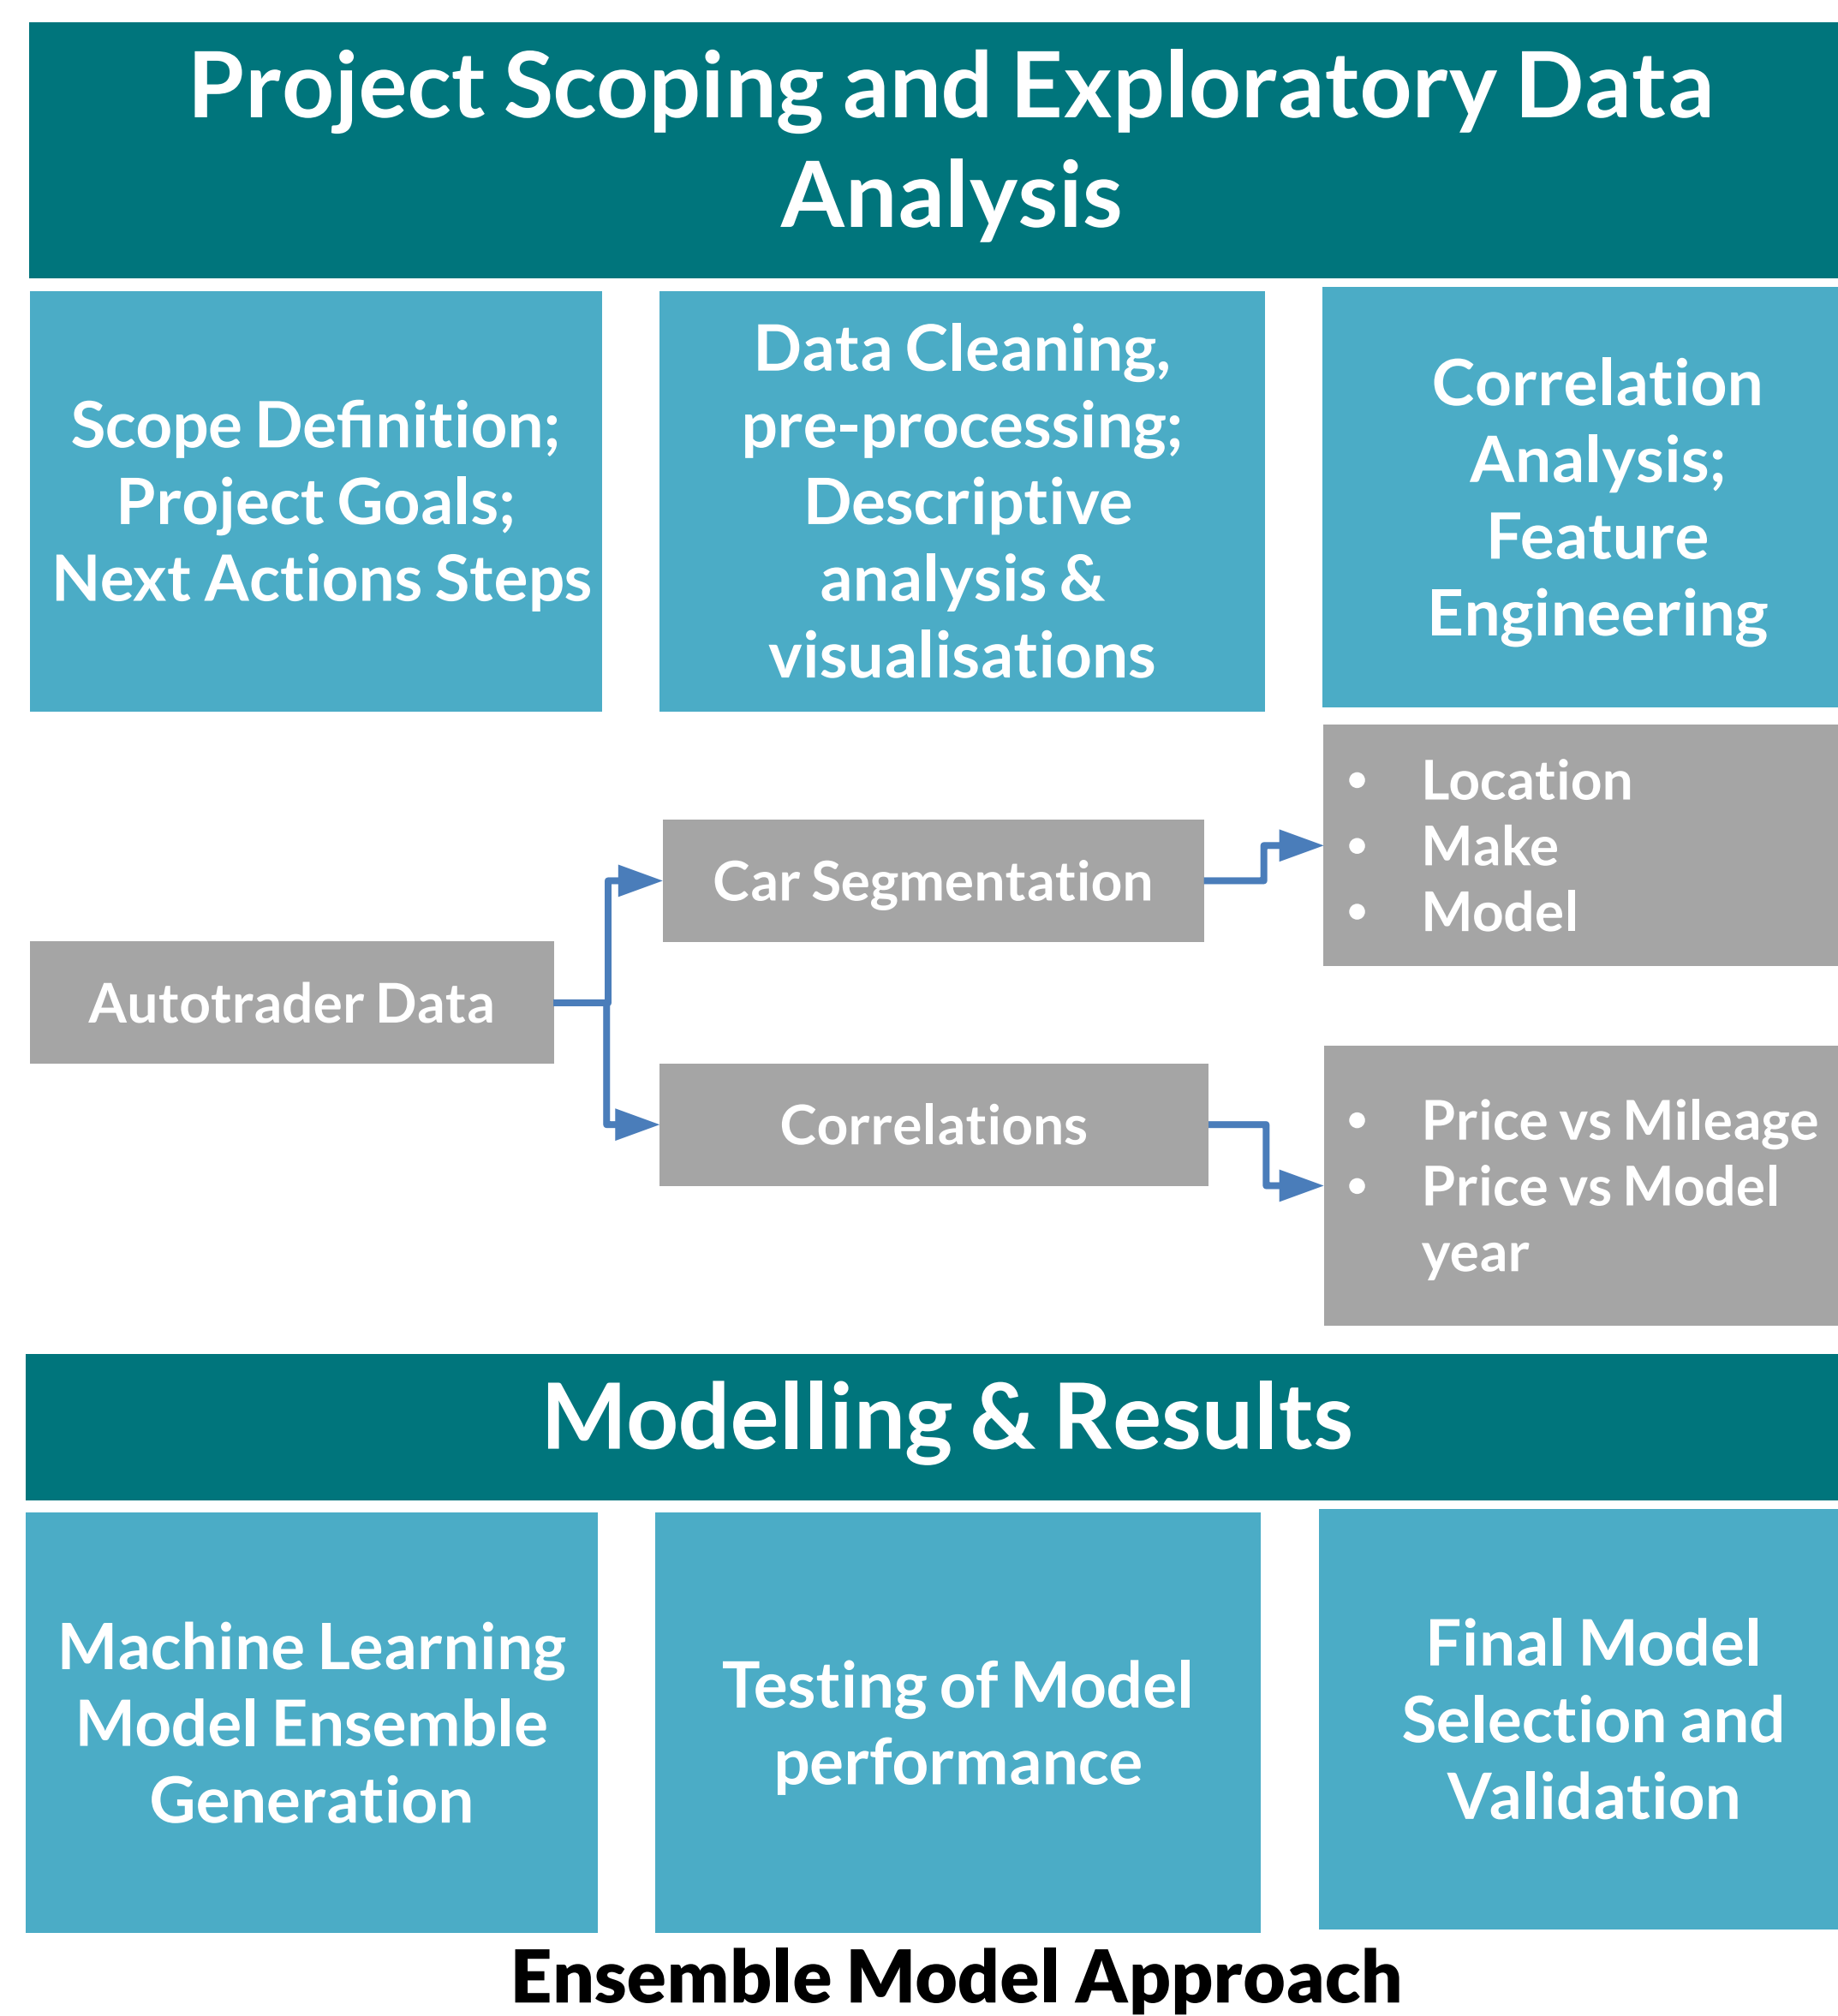 Project Scoping and Exploratory Data
Analysis
Scope Definition;
Project Goals;
Next Actions Steps
Data Cleaning,
pre-processing;
Descriptive
analysis &
visualisations
Correlation
Analysis;
Feature
Engineering
Autotrader Data
Car Segmentation
• Location
• Make
• Model
Correlations
• Price vs Mileage
• Price vs Model
year
Modelling & Results
Machine Learning
Model Ensemble
Generation
Testing of Model
performance
Final Model
Selection and
Validation
Ensemble Model Approach